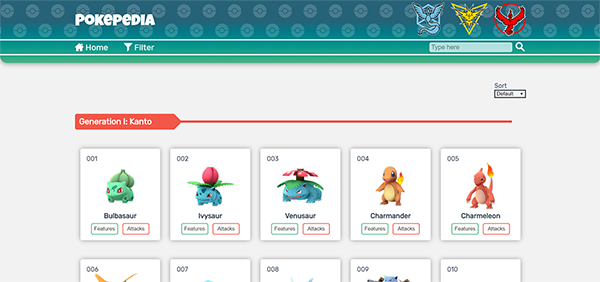 POKEPEDIA
Home Filter Type here
Sort
Default
Generation I: Kanto
001 002 003 004 005
Bulbasaur Ivysaur Venusaur Charmander Charmeleon
Features Attacks Features Attacks Features Attacks Features Attacks Features Attacks
006 007 008 009 010